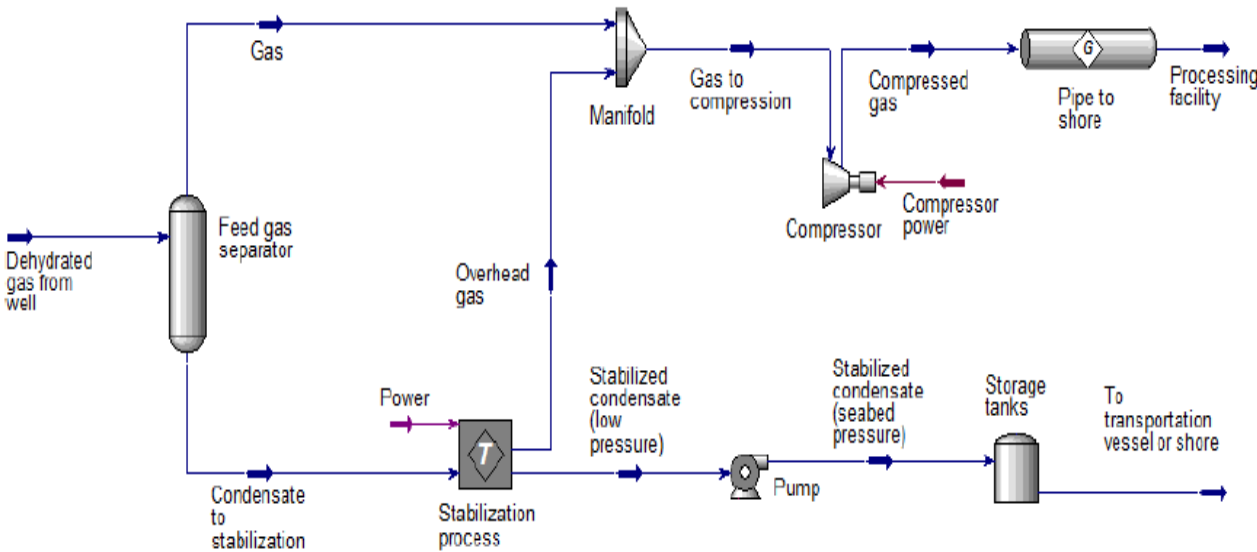 Gas
Manifold
Gas to
compression
Compressed
gas
G
Pipe to
shore
Processing
facility
Compressor
Compressor
power
Dehydrated
gas from
well
Feed gas
separator
Overhead
gas
Power
T
Stabilization
process
Condensate
to
stabilization
Stabilized
condensate
(low
pressure)
Pump
Stabilized
condensate
(seabed
pressure)
Storage
tanks
To
transportation
vessel or shore